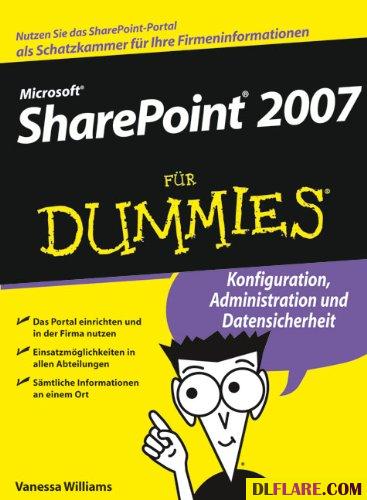 Nutzen Sie das SharePoint-Portal
als Schatzkammer für Ihre Firmeninformationen
Microsoft®
SharePoint® 2007
FÜR
DUMMIES®
Konfiguration,
Administration und
Datensicherheit
Das Portal einrichten und
in der Firma nutzen
Einsatzmöglichkeiten in
allen Abteilungen
Sämtliche Informationen
an einem Ort
Vanessa Williams
DLFLARE.COM